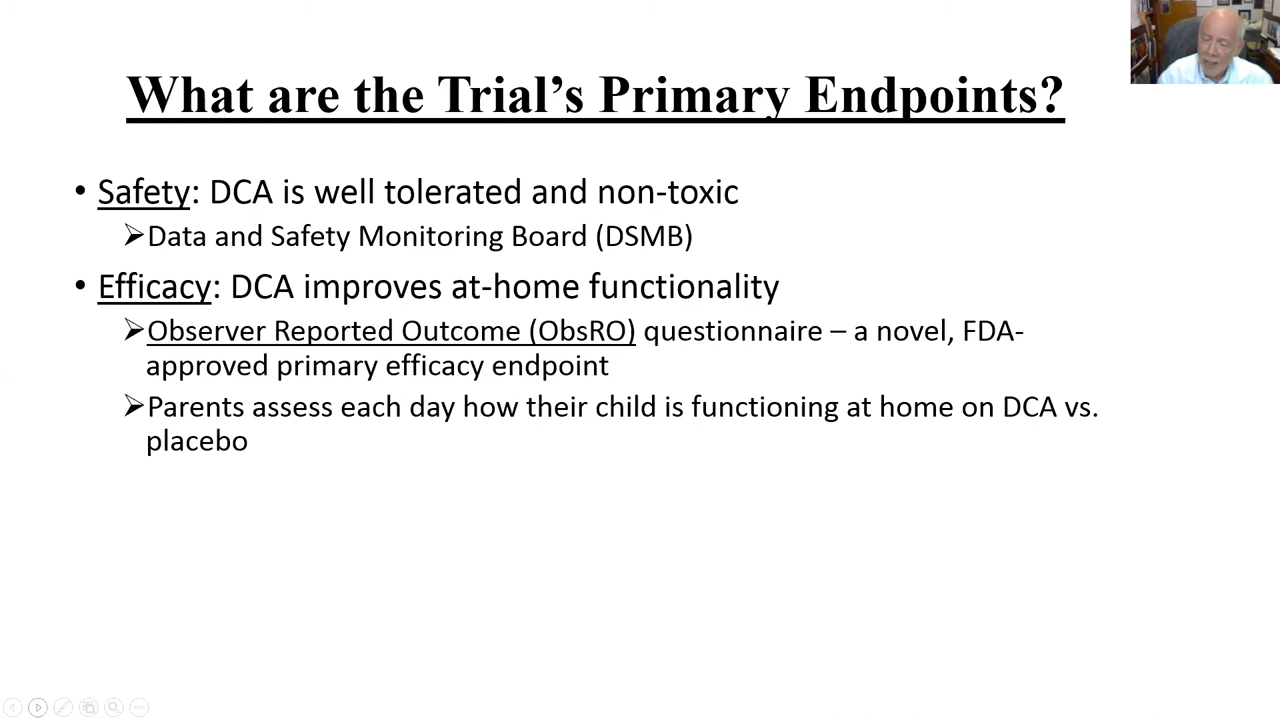 What are the Trial’s Primary Endpoints?
• Safety: DCA is well tolerated and non-toxic
➢Data and Safety Monitoring Board (DSMB)
• Efficacy: DCA improves at-home functionality
➢Observer Reported Outcome (ObsRO) questionnaire – a novel, FDA-
approved primary efficacy endpoint
➢Parents assess each day how their child is functioning at home on DCA vs.
placebo